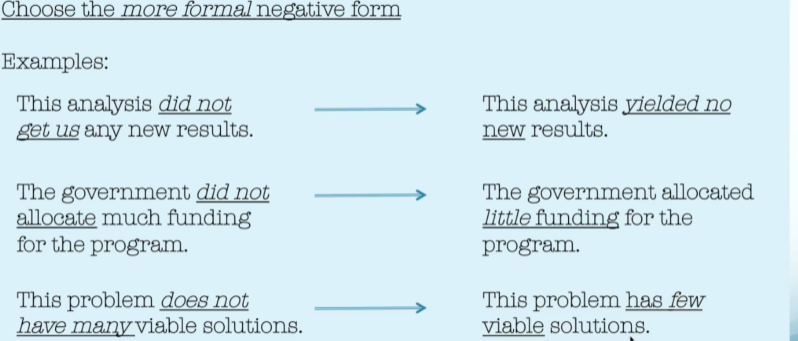 Choose the more formal negative form
Examples:
This analysis did not
get us any new results.
This analysis yielded no
new results.
The government did not
allocate much funding
for the program.
The government allocated
little funding for the
program.
This problem does not
have many viable solutions.
This problem has few
viable solutions.